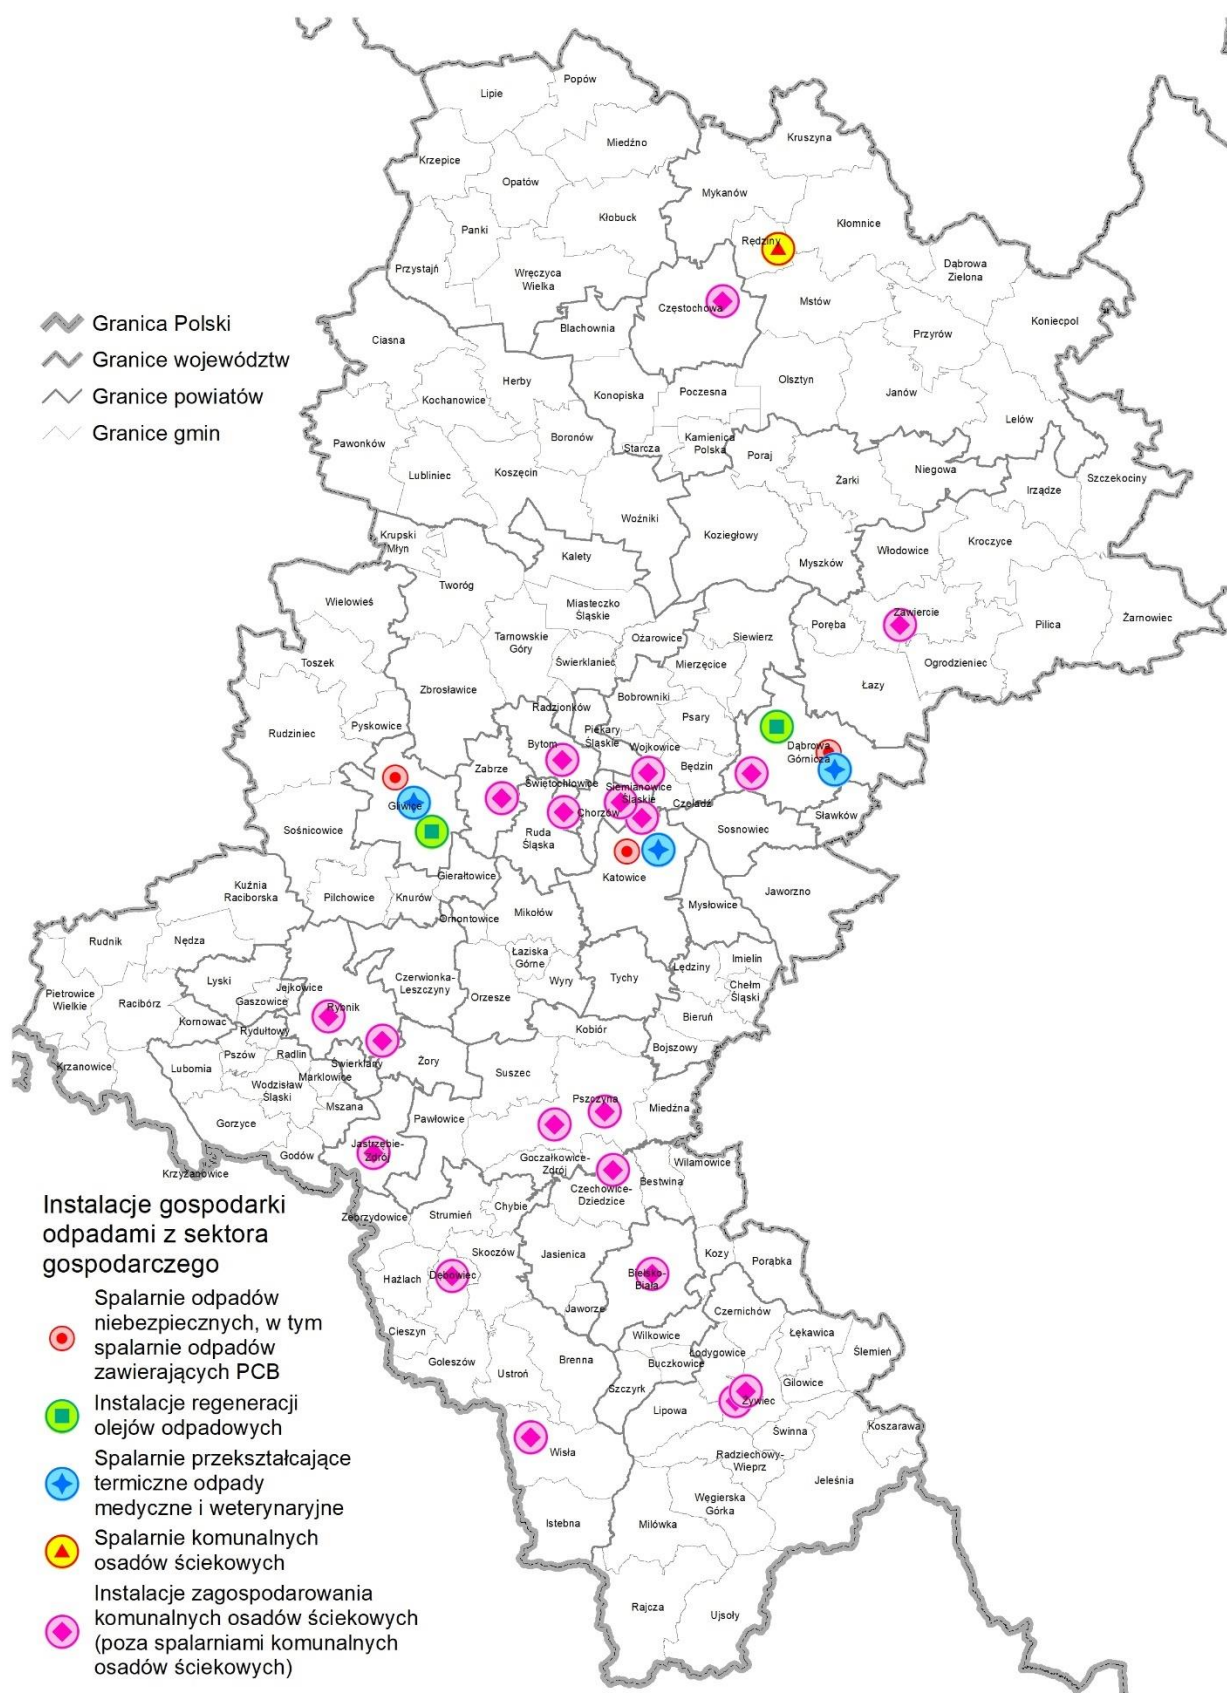 Popów
Lipie
Kruszyna
Miedźno
Krzepice
Opatów
Mykanów
Kłobuck
Kłomnice
Panki
Rędziny
Przystajń
Wręczyca
Wielka
Dąbrowa
Zielona
Mstów
Częstochowa
Koniecpol
Blachownia
Przyrów
Granica Polski
Granice województw
Granice powiatów
Granice gmin
Ciasna
Herby
Olsztyn
Konopiska
Poczesna
Janów
Kochanowice
Lelów
Boronów
Pawonków
Starcza
Kamienica
Polska
Poraj
Niegowa
Lubliniec
Koszęcin
Żarki
Irządze
Szczekociny
Woźniki
Krupski
Młyn
Koziegłowy
Kroczyce
Włodowice
Kalety
Myszków
Tworóg
Wielowieś
Miasteczko
Śląskie
Zawiercie
Żarnowiec
Poręba
Pilica
Tarnowskie
Góry
Ożarowice
Siewierz
Toszek
Świerklaniec
Mierzęcice
Ogrodzieniec
Łazy
Zbrosławice
Bobrowniki
Radzionków
Psary
Rudziniec
Pyskowice
Piekary
Śląskie
Bytom
Wojkowice
Dąbrowa
Górnicza
Będzin
Zabrze
Świętochłowice
Siemianowice
Śląskie
Gliwice
Czeladź
Chorzów
Sławków
Sośnicowice
Ruda
Śląska
Sosnowiec
Katowice
Gierałtowice
Kuźnia
Raciborska
Pilchowice
Knurów
Jaworzno
Mysłowice
Ornontowice
Mikołów
Rudnik
Nędza
Łaziska
Górne
Imielin
Lędziny
Lyski
Czerwionka-
Leszczyny
Wyry
Tychy
Chełm
Śląski
Pietrowice
Wielkie
Racibórz
Jejkowice
Gaszowice
Orzesze
Rybnik
Bieruń
Kornowac
Rydułtowy
Kobiór
Bojszowy
Pszów
Radlin
Krzanowice
Lubomia
Świerklany
Żory
Marklowice
Suszec
Wodzisław
Śląski
Pszczyna
Mszana
Miedźna
Gorzyce
Pawłowice
Jastrzębie-
Zdrój
Godów
Goczałkowice-
Zdrój
Krzyżanowice
Wilamowice
Bestwina
Czechowice-
Dziedzice
Chybie
Zebrzydowice
Strumień
Skoczów
Jasienica
Kozy
Porąbka
Hażlach
Dębowiec
Bielsko-
Biała
Jaworze
Czernichów
Cieszyn
Wilkowice
Łękawica
Łodygowice
Ślemień
Goleszów
Brenna
Buczkowice
Ustroń
Gilowice
Szczyrk
Lipowa
Żywiec
Koszarawa
Świnna
Wisła
Radziechowy-
Wieprz
Jeleśnia
Węgierska
Górka
Istebna
Milówka
Rajcza
Ujsoły
Instalacje gospodarki
odpadami z sektora
gospodarczego
Spalarnie odpadów
niebezpiecznych, w tym
spalarnie odpadów
zawierających PCB
Instalacje regeneracji
olejów odpadowych
Spalarnie przekształcające
termiczne odpady
medyczne i weterynaryjne
Spalarnie komunalnych
osadów ściekowych
Instalacje zagospodarowania
komunalnych osadów ściekowych
(poza spalarniami komunalnych
osadów ściekowych)